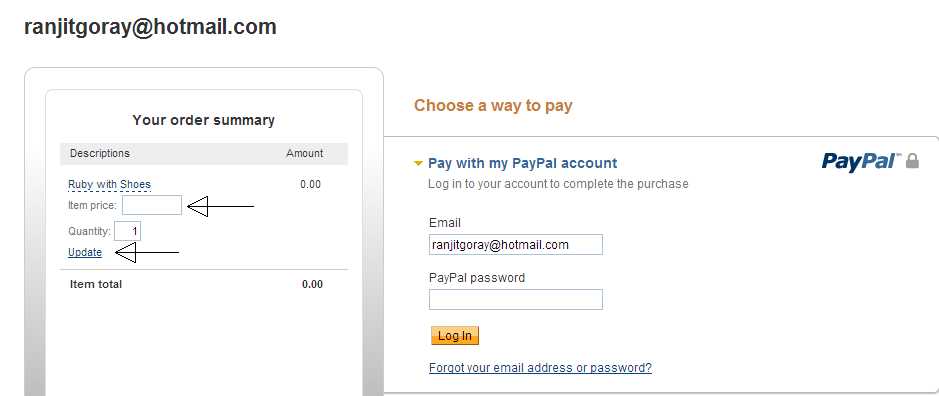 ranjitgoray@hotmail.com
Your order summary
Descriptions Amount
Ruby with Shoes 0.00
Item price:
Quantity: 1
Update
Item total 0.00
Choose a way to pay
Pay with my PayPal account
PayPal™
Log in to your account to complete the purchase
Email
ranjitgoray@hotmail.com
PayPal password
Log In
Forgot your email address or password?